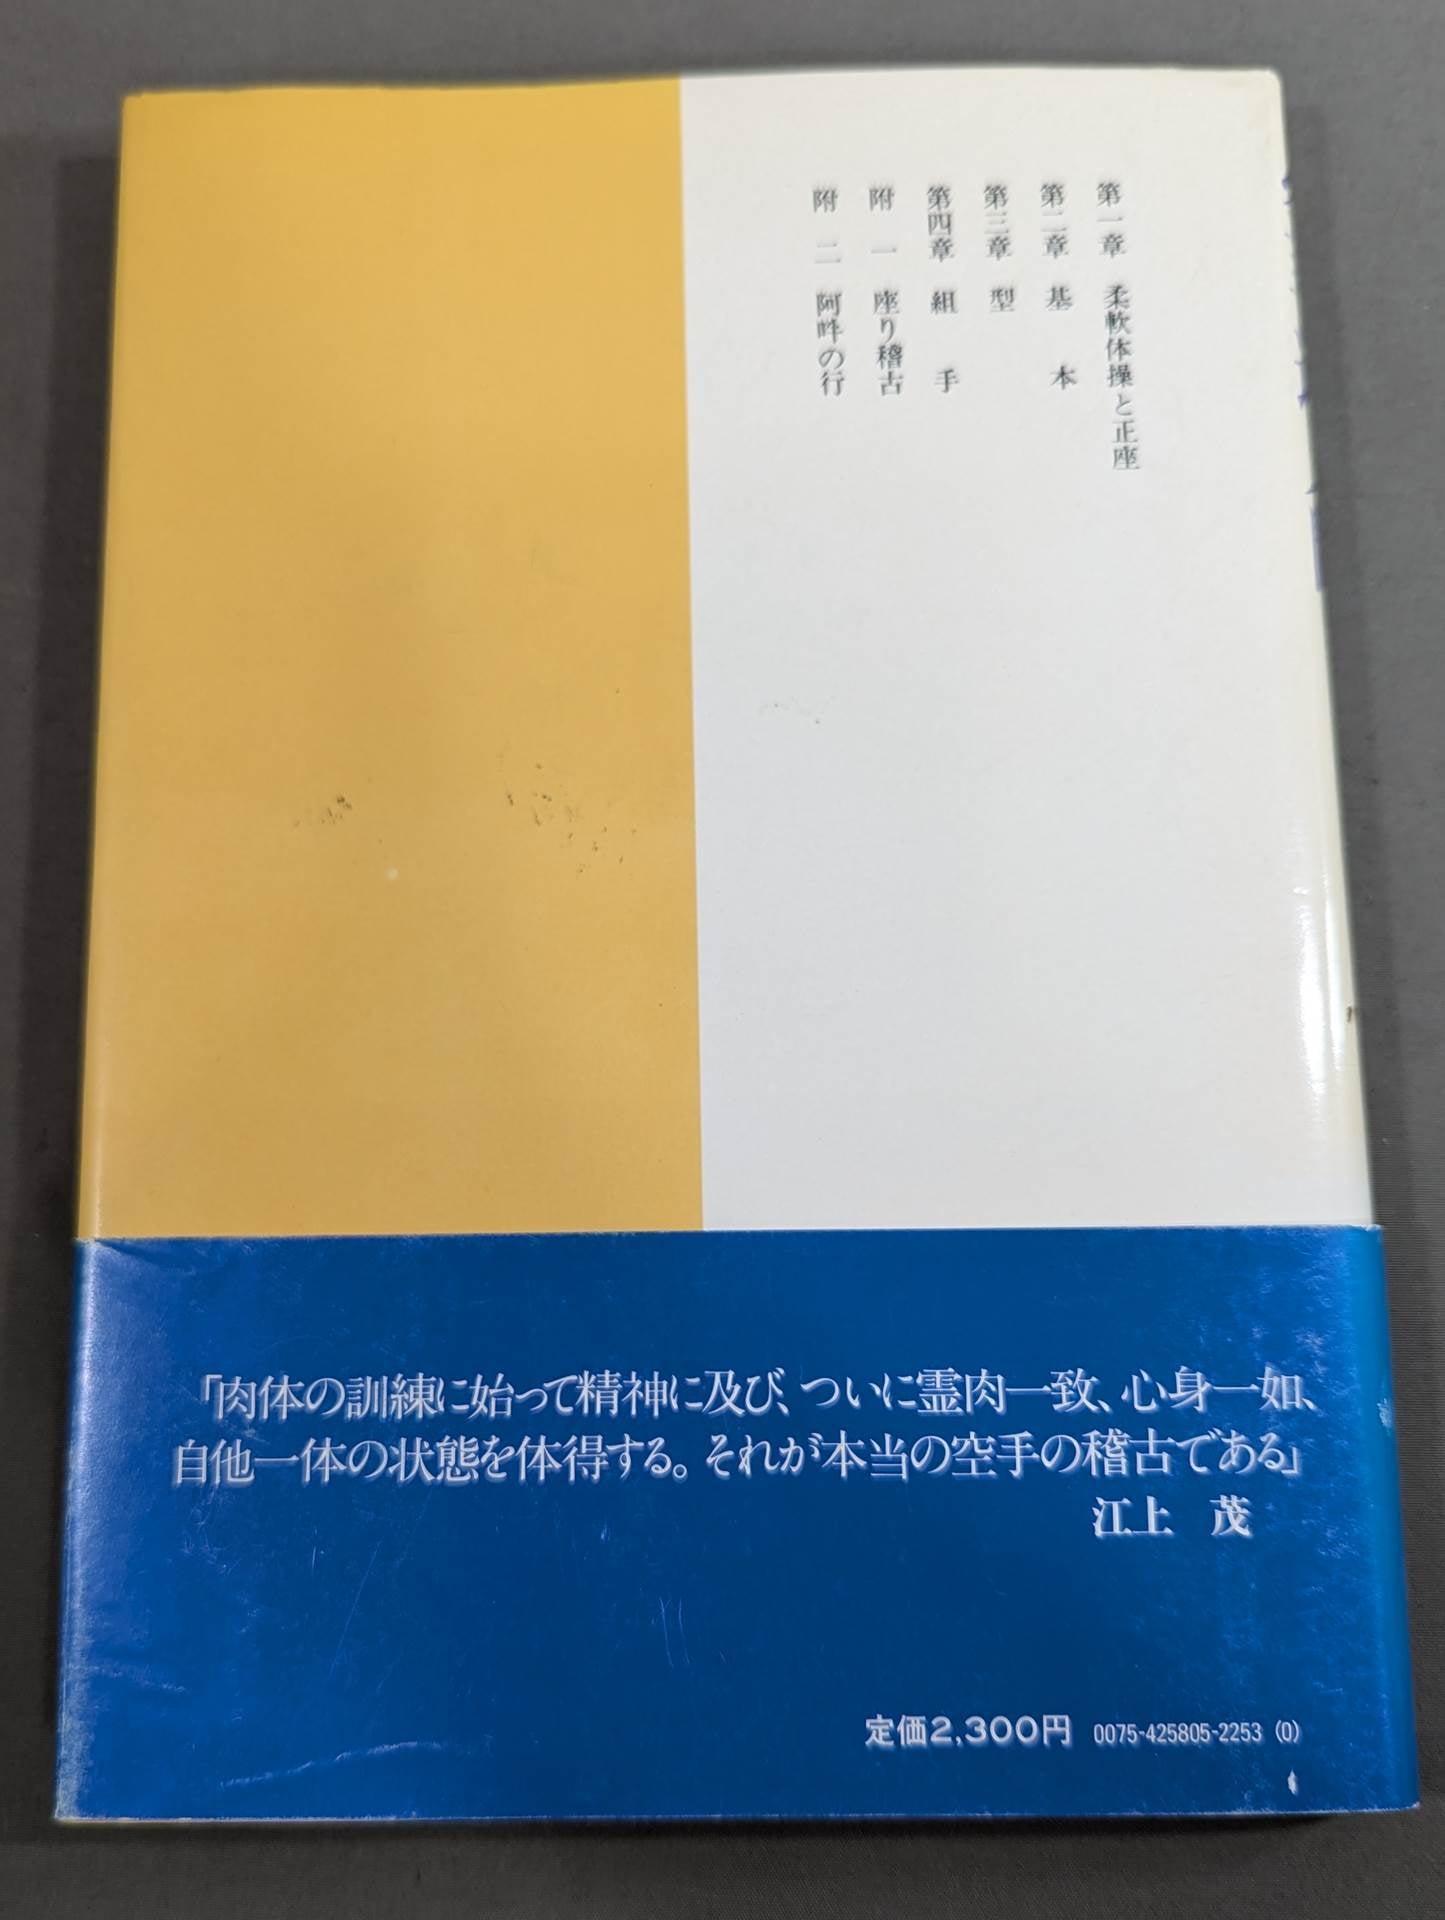 第一章 柔軟体操と正座
第二章 基本
第三章 型
第四章 組手
附一 座り稽古
附二 阿吽の行
「肉体の訓練に始って精神に及び、ついに霊肉一致、心身一如、
自他一体の状態を体得する。それが本当の空手の稽古である」
江上 茂
定価2,300円 0075-425805-2253 (0)